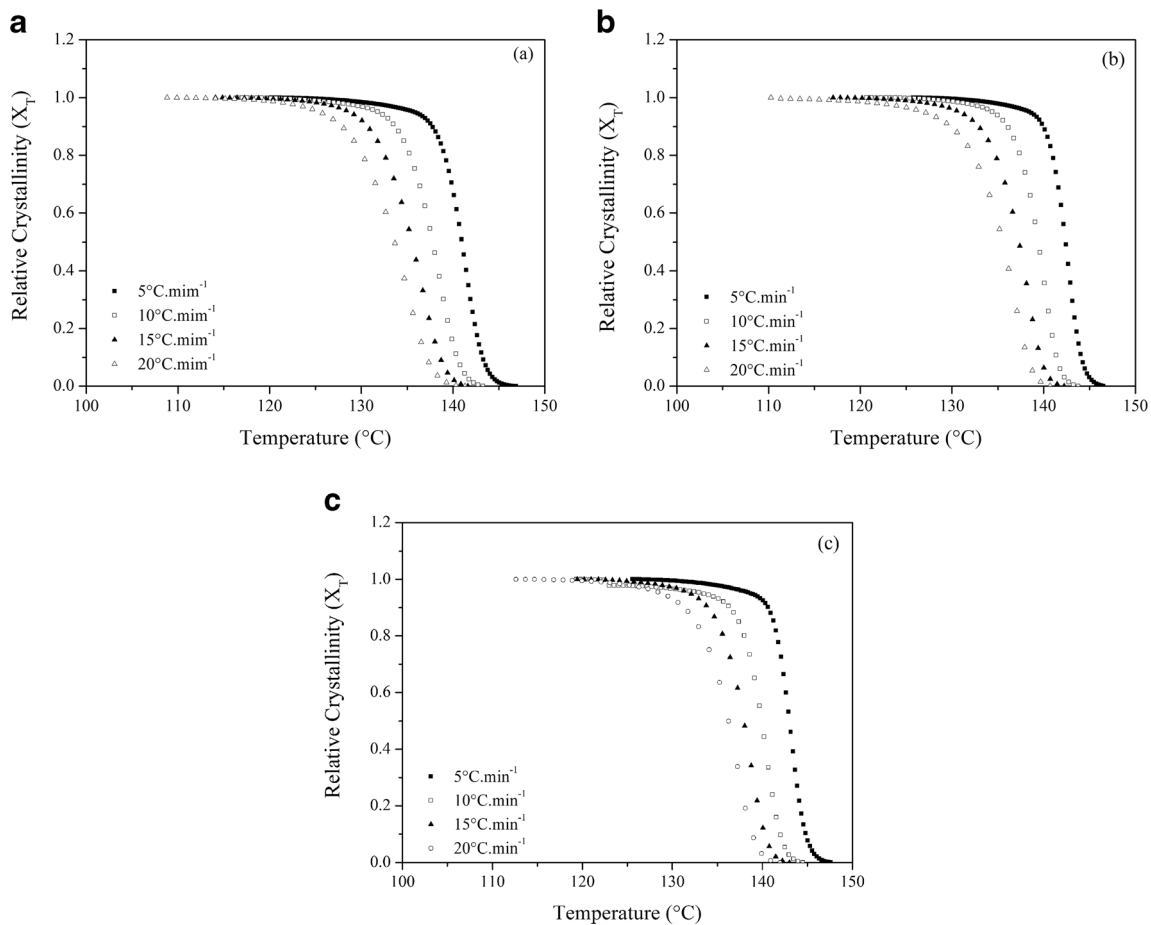 a
(a)
1.2
1.0
0.8
0.6
0.4
0.2
0.0
Relative Crystallinity (X_T)
5°C.mim⁻¹
10°C.mim⁻¹
15°C.mim⁻¹
20°C.mim⁻¹
100 110 120 130 140 150
Temperature (°C)
b
(b)
1.2
1.0
0.8
0.6
0.4
0.2
0.0
Relative Crystallinity (X_T)
5°C.min⁻¹
10°C.min⁻¹
15°C.min⁻¹
20°C.min⁻¹
100 110 120 130 140 150
Temperature (°C)
c
(c)
1.2
1.0
0.8
0.6
0.4
0.2
0.0
Relative Crystallinity (X_T)
5°C.min⁻¹
10°C.min⁻¹
15°C.min⁻¹
20°C.min⁻¹
100 110 120 130 140 150
Temperature (°C)